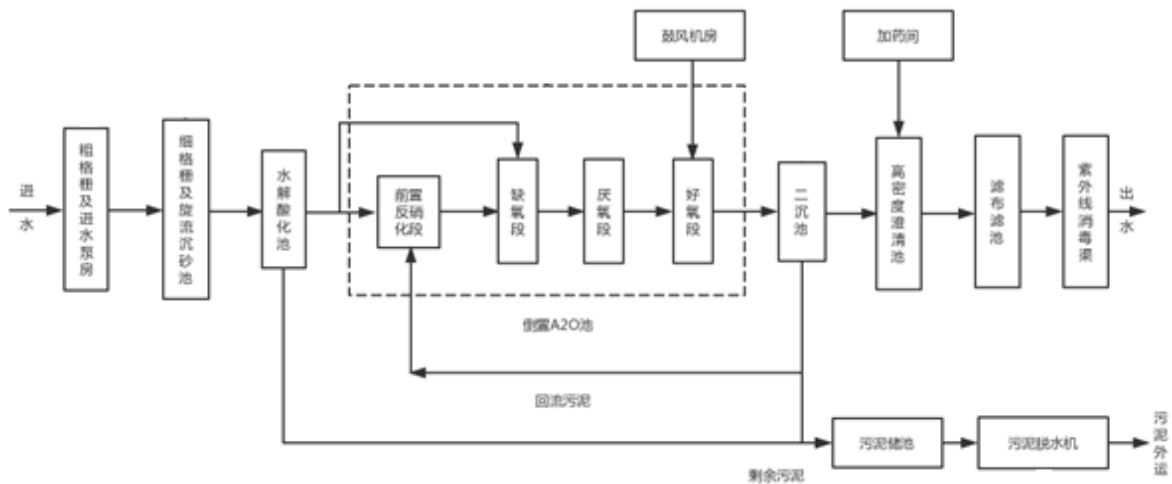 鼓风机房
加药间
进水
粗格栅及进水泵房
细格栅及旋流沉砂池
水解酸化池
前置
反硝
化段
缺氧段
厌氧段
好氧段
二沉池
高密度澄清池
滤布滤池
紫外线消毒渠
出水
倒置A2O池
回流污泥
污泥储池
污泥脱水机
污泥外运
剩余污泥